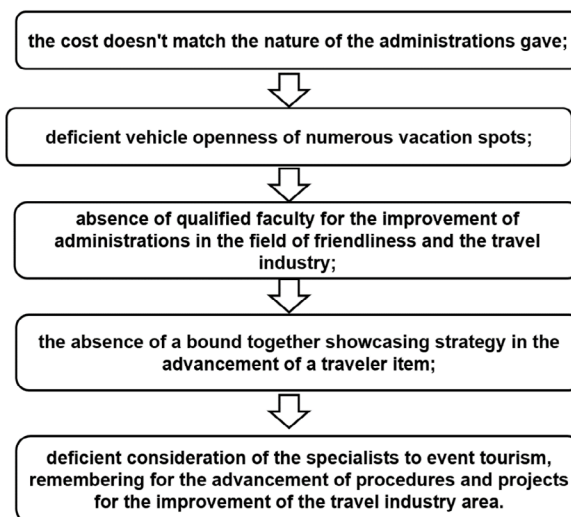 the cost doesn't match the nature of the administrations gave;
deficient vehicle openness of numerous vacation spots;
absence of qualified faculty for the improvement of
administrations in the field of friendliness and the travel
industry;
the absence of a bound together showcasing strategy in the
advancement of a traveler item;
deficient consideration of the specialists to event tourism,
remembering for the advancement of procedures and projects
for the improvement of the travel industry area.